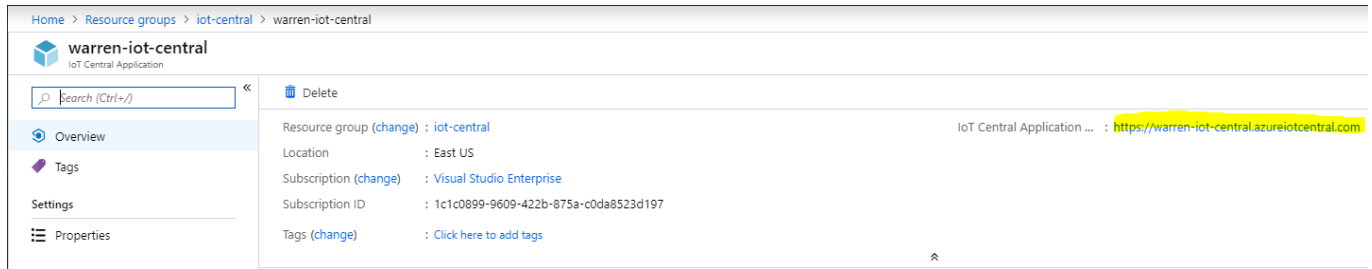 Home > Resource groups > iot-central > warren-iot-central
warren-iot-central
IoT Central Application
Search (Ctrl+/)
«
Delete
Overview
Tags
Settings
Properties
Resource group (change) : iot-central
Location : East US
Subscription (change) : Visual Studio Enterprise
Subscription ID : 1c1c0899-9609-422b-875a-c0da8523d197
Tags (change) : Click here to add tags
IoT Central Application ... : https://warren-iot-central.azureiotcentral.com